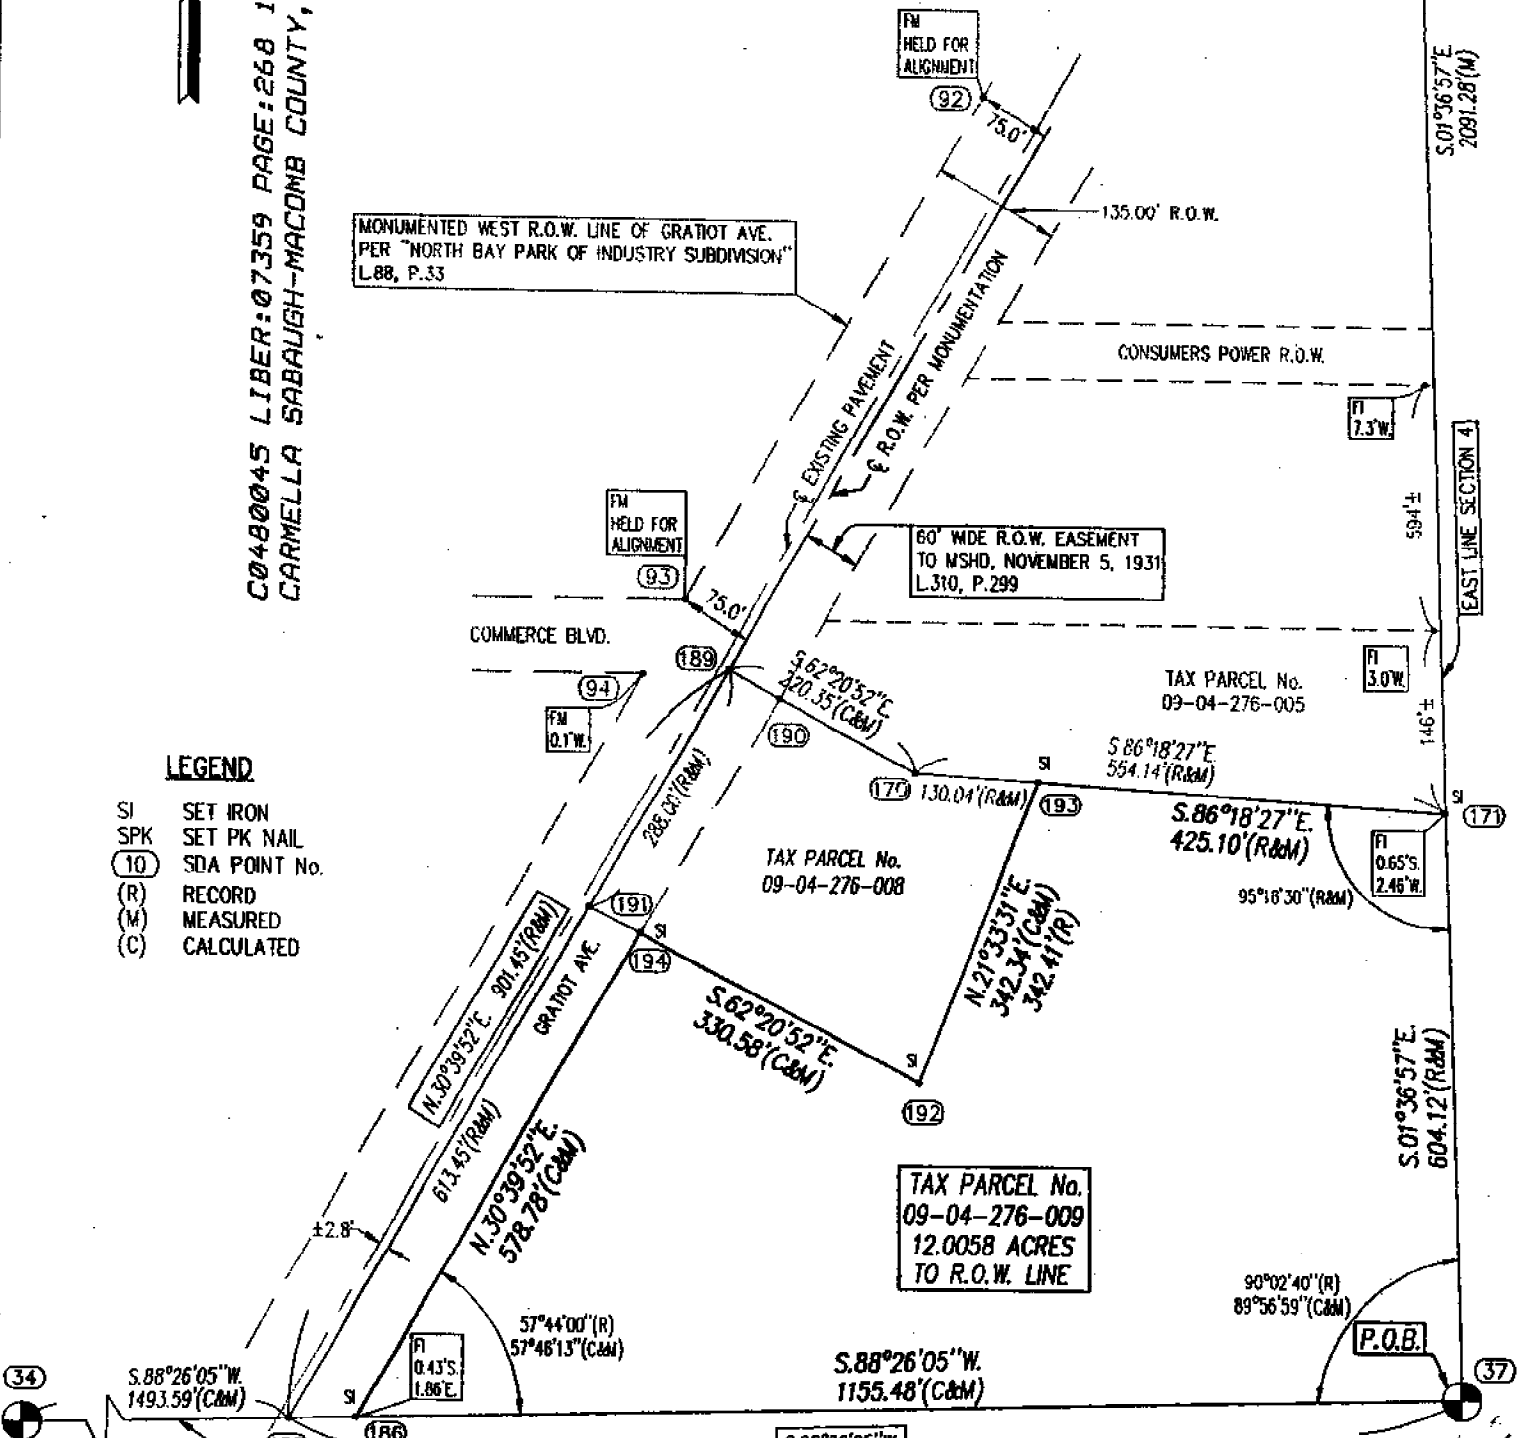 C0480045 LIBER:07359 PAGE:268 1
CARMELLA SABAUGH-MACOMB COUNTY,
FM
HELD FOR
ALIGNMENT
92
75.0'
S.01°36'57"E.
2091.28'(M)
135.00' R.O.W.
MONUMENTED WEST R.O.W. LINE OF GRATIOT AVE.
PER "NORTH BAY PARK OF INDUSTRY SUBDIVISION"
L.88, P.33
CONSUMERS POWER R.O.W.
℄ EXISTING PAVEMENT
℄ R.O.W. PER MONUMENTATION
FI
7.3'W.
594'±
EAST LINE SECTION 4
FM
HELD FOR
ALIGNMENT
93
75.0'
60' WIDE R.O.W. EASEMENT
TO MSHD, NOVEMBER 5, 1931
L.310, P.299
COMMERCE BLVD.
189
94
FM
0.1'W.
S.62°20'52"E.
220.35'(C&M)
190
TAX PARCEL No.
09-04-276-005
FI
3.0'W.
146'±
S.86°18'27"E.
554.14'(R&M)
SI
170
130.04'(R&M)
193
S.86°18'27"E.
425.10'(R&M)
SI
171
FI
0.65'S.
2.46'W.
95°18'30"(R&M)
LEGEND
SI SET IRON
SPK SET PK NAIL
10 SDA POINT No.
(R) RECORD
(M) MEASURED
(C) CALCULATED
288.00'(R&M)
TAX PARCEL No.
09-04-276-008
N.21°33'31"E.
342.34'(C&M)
342.41'(R)
191
SI
194
N.30°39'52"E. 901.45'(R&M)
GRATIOT AVE.
S.62°20'52"E.
330.58'(C&M)
SI
192
S.01°36'57"E.
604.12'(R&M)
613.45'(R&M)
N.30°39'52"E.
578.78'(C&M)
±2.8'
TAX PARCEL No.
09-04-276-009
12.0058 ACRES
TO R.O.W. LINE
57°44'00"(R)
57°46'13"(C&M)
90°02'40"(R)
89°56'59"(C&M)
P.O.B.
FI
0.43'S.
1.86'E.
34
S.88°26'05"W.
1493.59'(C&M)
SI
186
S.88°26'05"W.
1155.48'(C&M)
37